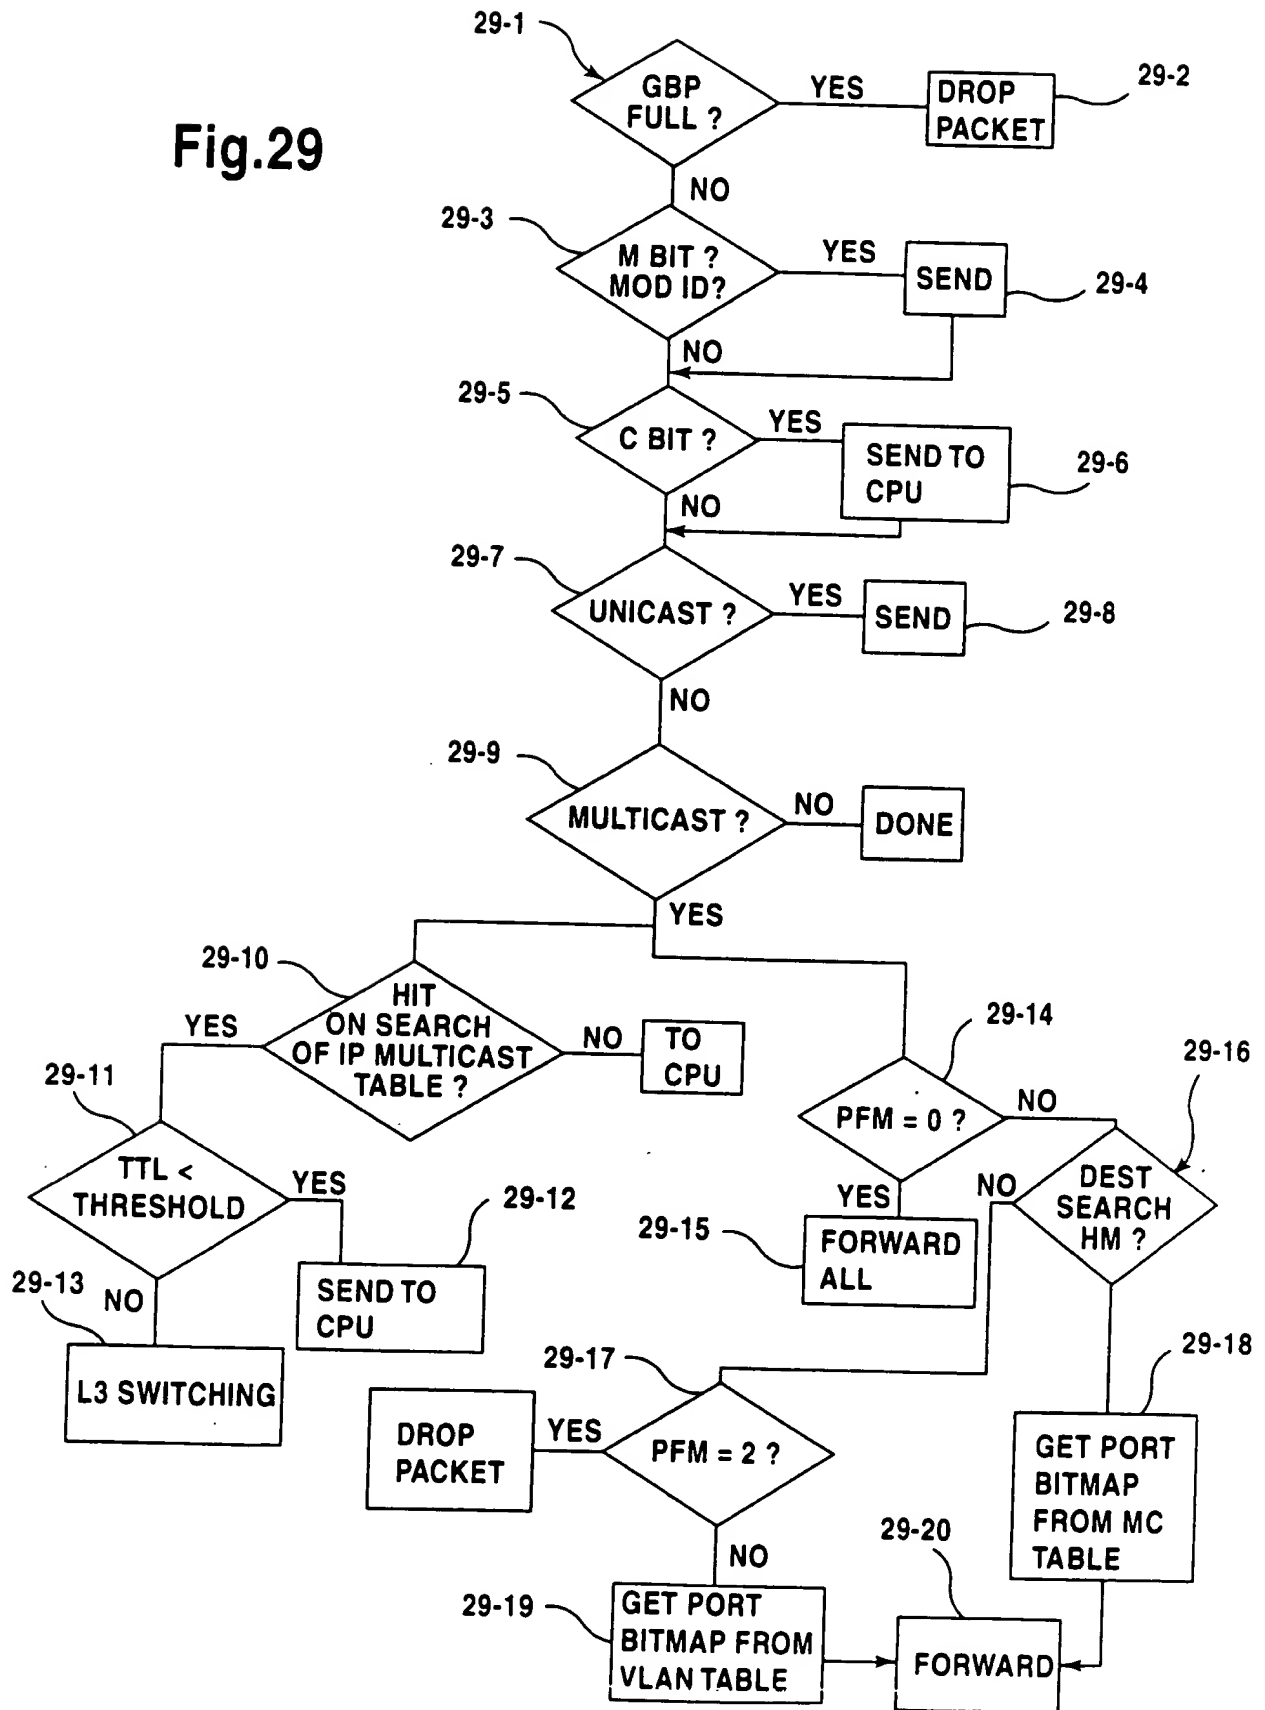 29-1
GBP
FULL ?
YES
DROP
PACKET
29-2
Fig.29
NO
29-3
M BIT ?
MOD ID?
YES
SEND
29-4
NO
29-5
C BIT ?
YES
SEND TO
CPU
29-6
NO
29-7
UNICAST ?
YES
SEND
29-8
NO
29-9
MULTICAST ?
NO
DONE
YES
29-10
HIT
ON SEARCH
OF IP MULTICAST
TABLE ?
YES
NO
TO
CPU
29-14
PFM = 0 ?
NO
29-16
29-11
TTL <
THRESHOLD
YES
29-12
SEND TO
CPU
YES
29-15
FORWARD
ALL
NO
DEST
SEARCH
HM ?
29-13
NO
L3 SWITCHING
29-17
PFM = 2 ?
YES
DROP
PACKET
29-18
GET PORT
BITMAP
FROM MC
TABLE
NO
29-20
29-19
GET PORT
BITMAP FROM
VLAN TABLE
FORWARD